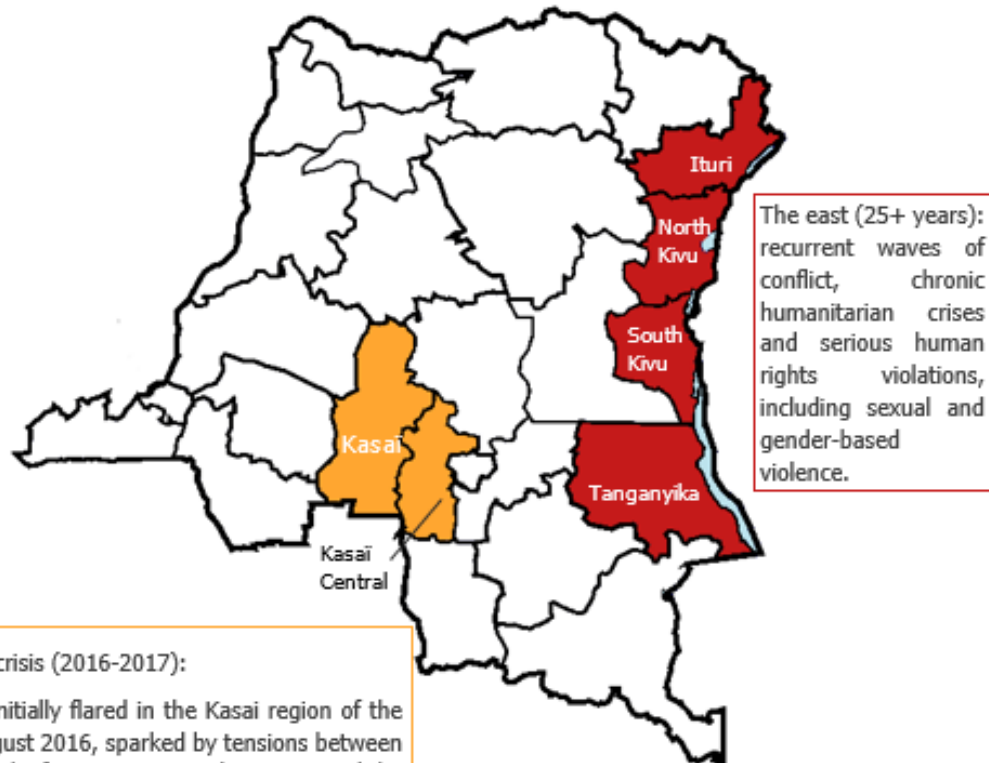 Ituri
North
Kivu
South
Kivu
Tanganyika
Kasaï
Kasaï
Central
The east (25+ years):
recurrent waves of
conflict, chronic
humanitarian crises
and serious human
rights violations,
including sexual and
gender-based
violence.
crisis (2016-2017):
nitially flared in the Kasai region of the
gust 2016, sparked by tensions between